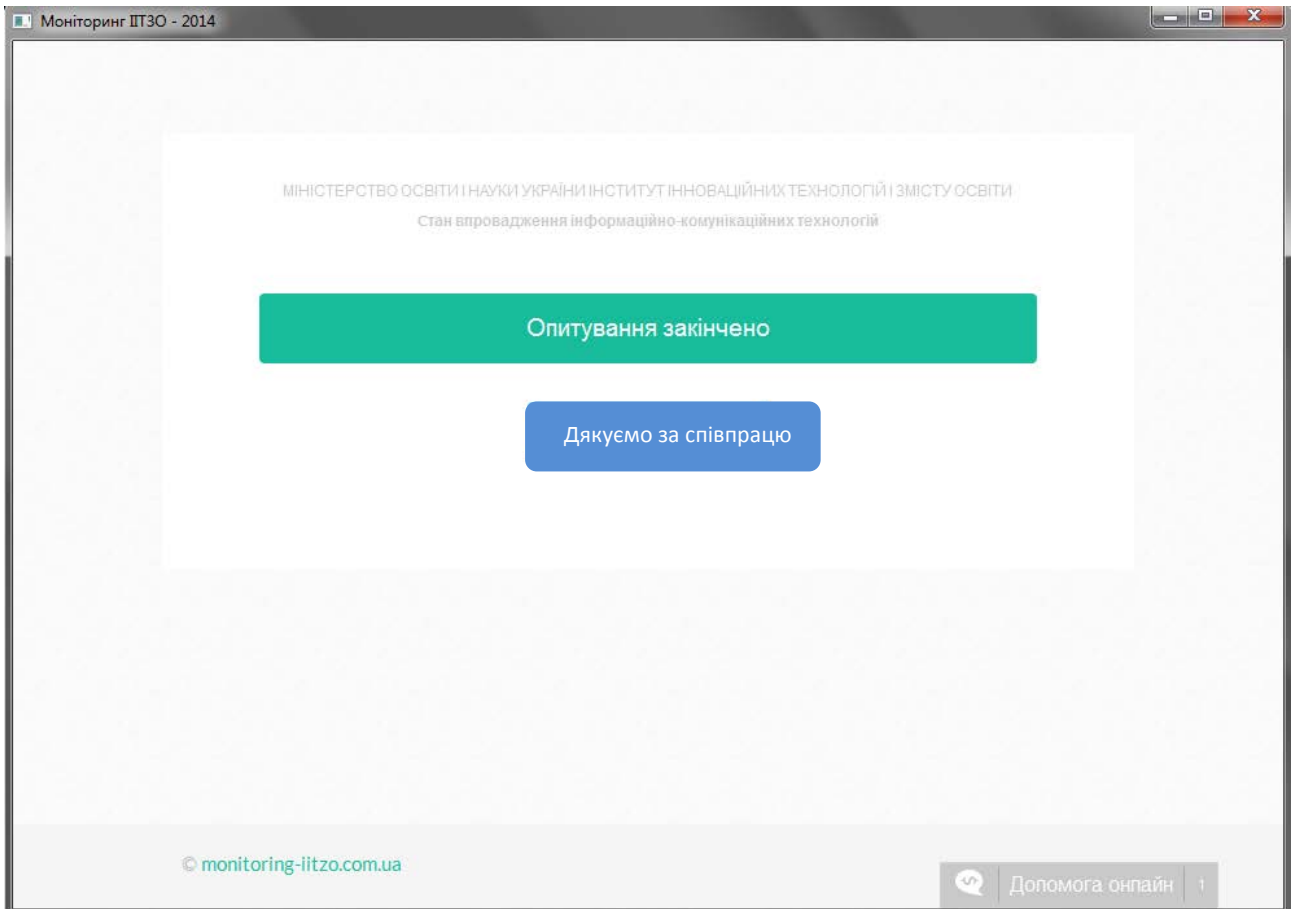 Моніторинг ІІТЗО - 2014
МІНІСТЕРСТВО ОСВІТИ І НАУКИ УКРАЇНИ ІНСТИТУТ ІННОВАЦІЙНИХ ТЕХНОЛОГІЙ І ЗМІСТУ ОСВІТИ
Стан впровадження інформаційно-комунікаційних технологій
Опитування закінчено
Дякуємо за співпрацю
© monitoring-iitzo.com.ua
Допомога онлайн 1